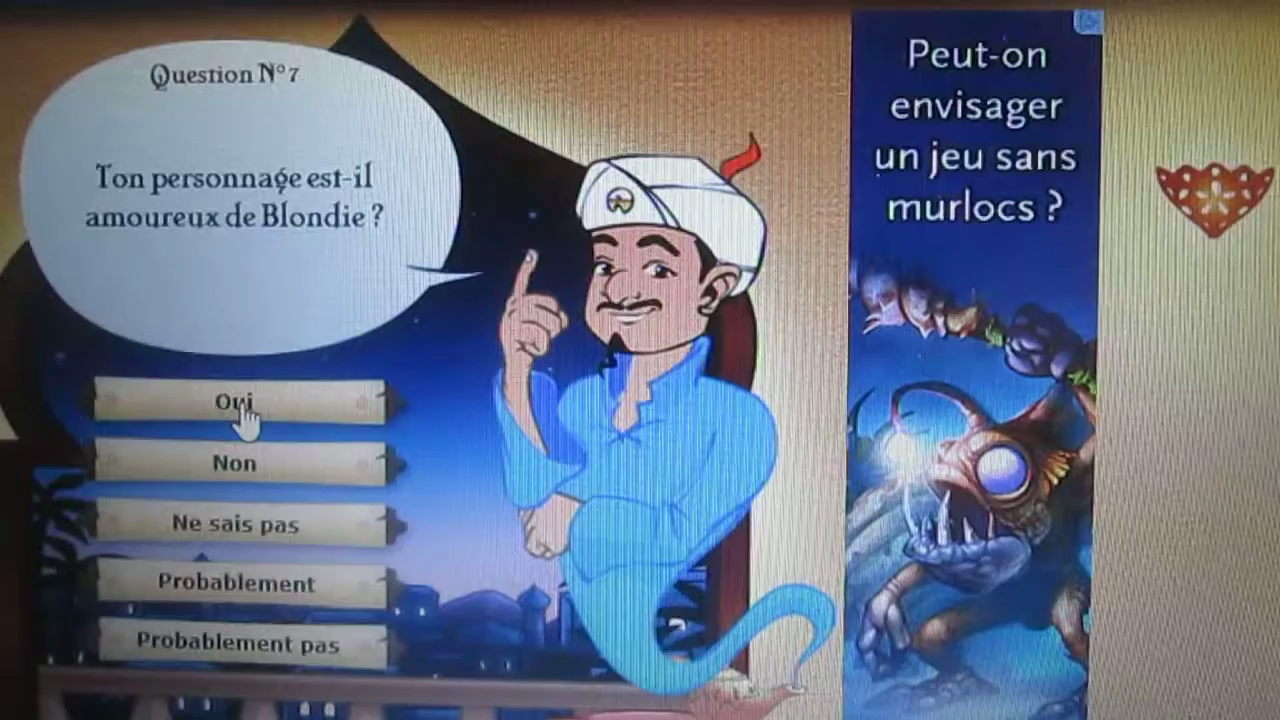 Question N°7
Ton personnage est-il
amoureux de Blondie ?
Oui
Non
Ne sais pas
Probablement
Probablement pas
Peut-on
envisager
un jeu sans
murlocs ?